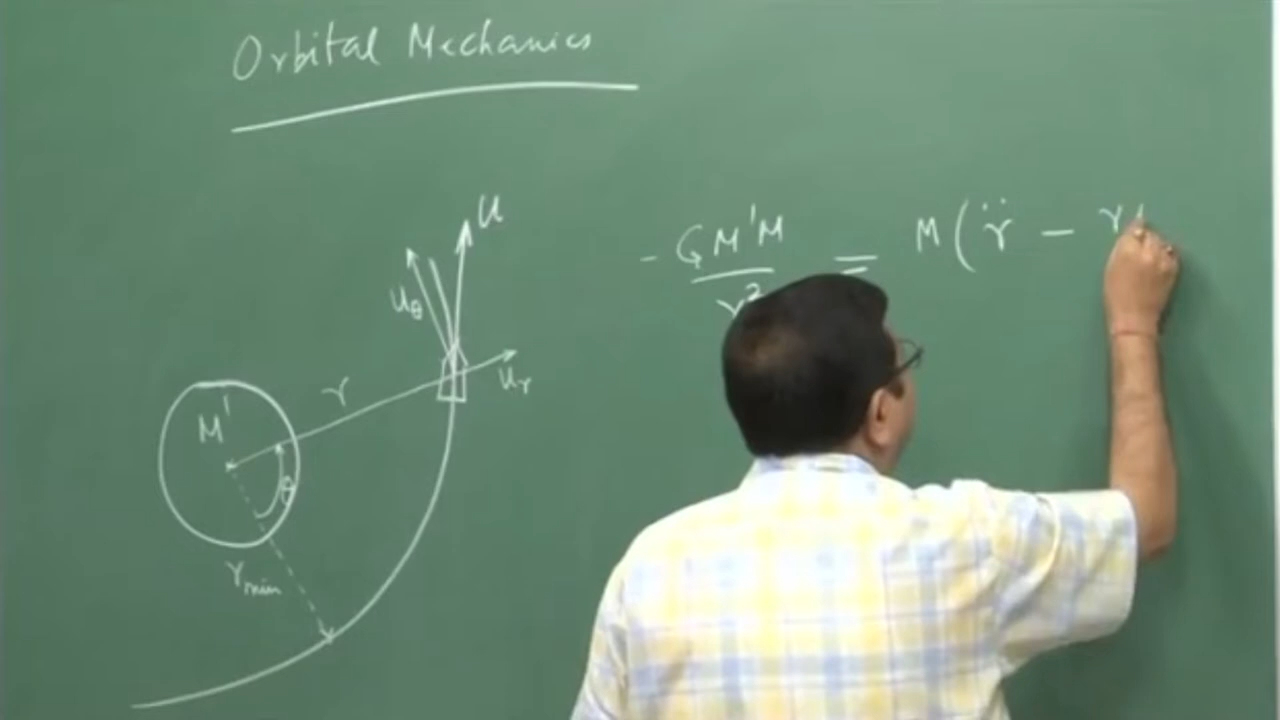 Orbital Mechanics
u
- GM'M = M(r̈ - r
r²
uθ
ur
r
M'
θ
rmin